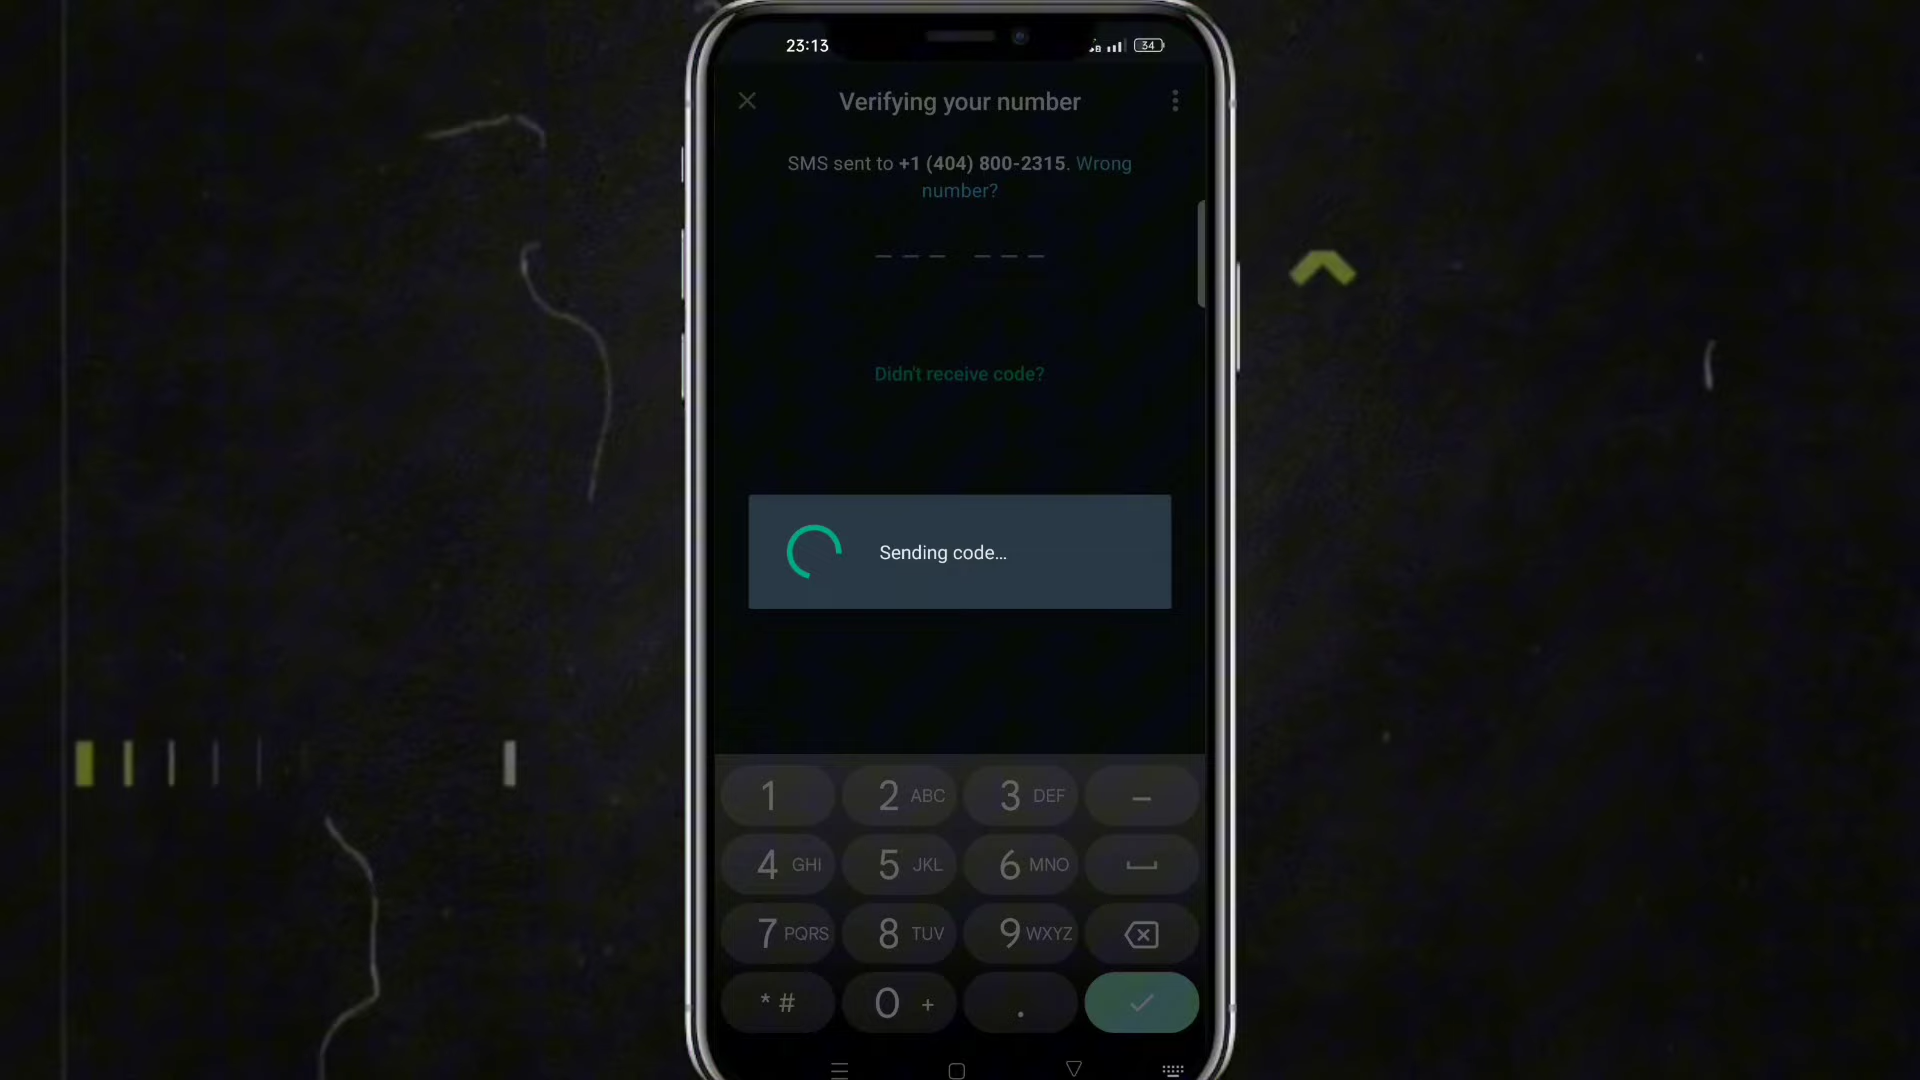 23:13
34
Verifying your number
SMS sent to +1 (404) 800-2315. Wrong
number?
Didn't receive code?
Sending code...
1 2 ABC 3 DEF –
4 GHI 5 JKL 6 MNO
7 PQRS 8 TUV 9 WXYZ
* # 0 + .